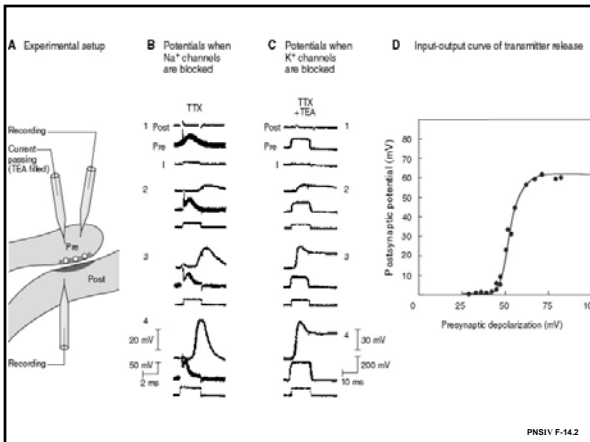 A Experimental setup
B Potentials when
Na⁺ channels
are blocked
C Potentials when
K⁺ channels
are blocked
D Input-output curve of transmitter release
Recording
Current
passing
(TEA filled)
Pre
Post
Recording
TTX
1 Post
Pre
I
2
3
4
20 mV
50 mV
2 ms
TTX
+TEA
Post 1
Pre
I
2
3
4
30 mV
200 mV
10 ms
Postsynaptic potential (mV)
80
70
60
50
40
30
20
10
0 25 50 75 100
Presynaptic depolarization (mV)
PNSIV F-14.2